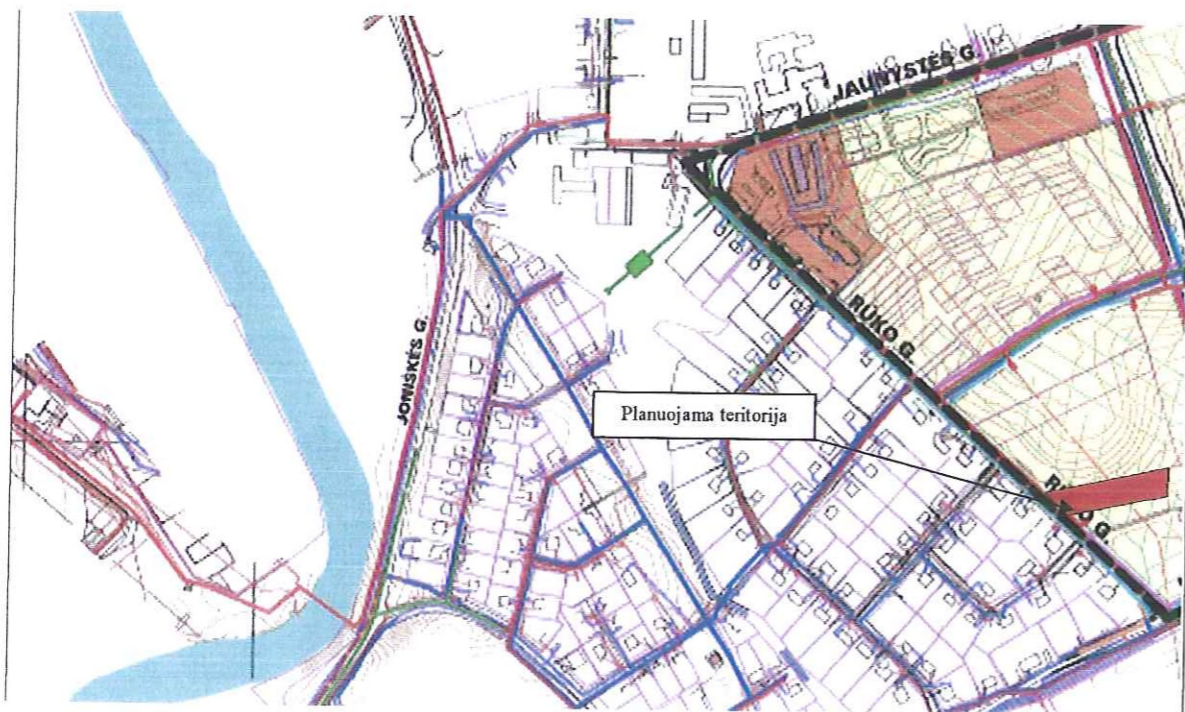 JAUNYSTĖS G.
RŪKO G.
JONIŠKĖS G.
Planuojama teritorija
RŪKO G.